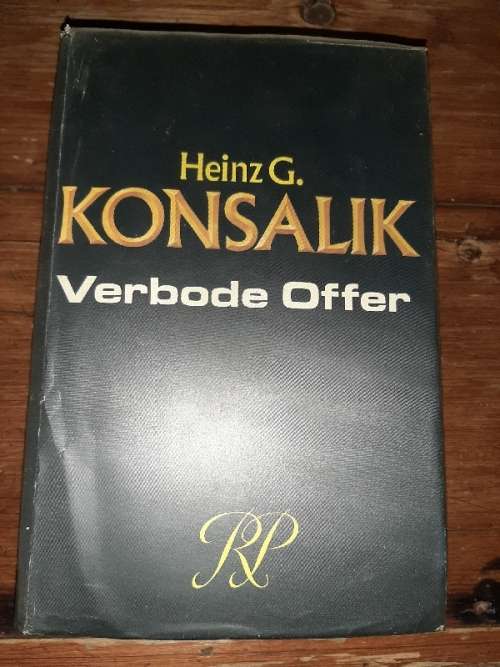 Heinz G.
KONSALIK
Verbode Offer
RP